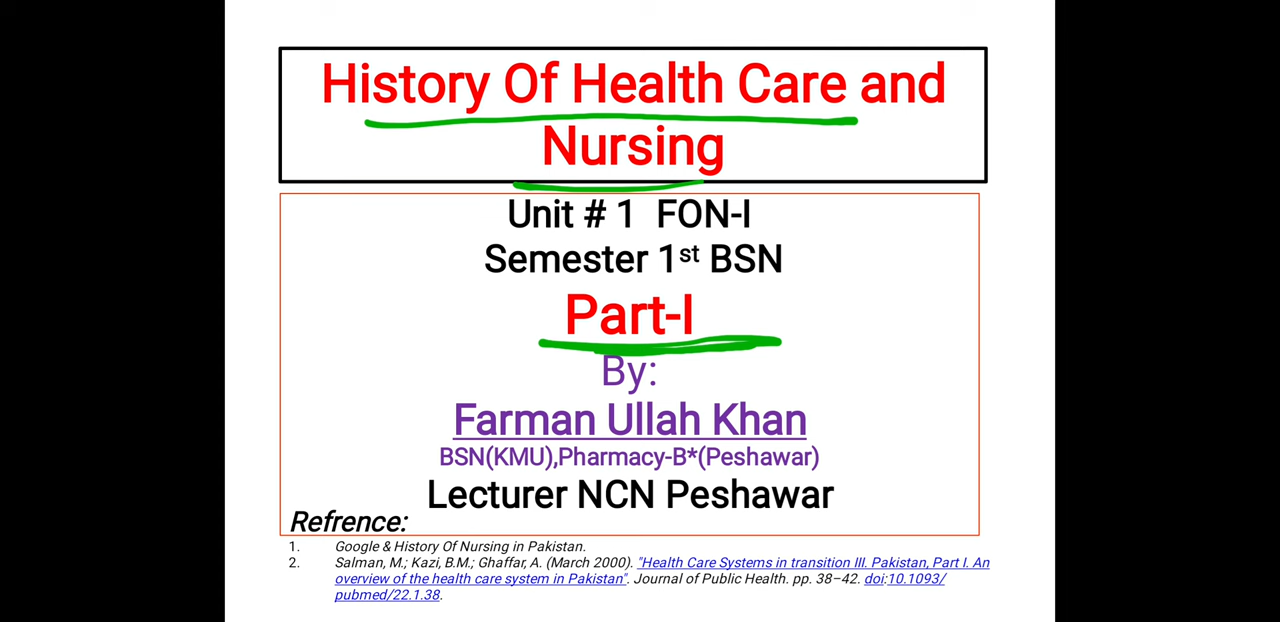 History Of Health Care and
Nursing
Unit # 1 FON-I
Semester 1st BSN
Part-I
By:
Farman Ullah Khan
BSN(KMU),Pharmacy-B*(Peshawar)
Lecturer NCN Peshawar
Refrence:
1. Google & History Of Nursing in Pakistan.
2. Salman, M.; Kazi, B.M.; Ghaffar, A. (March 2000). "Health Care Systems in transition III. Pakistan, Part I. An
overview of the health care system in Pakistan". Journal of Public Health. pp. 38–42. doi:10.1093/
pubmed/22.1.38.